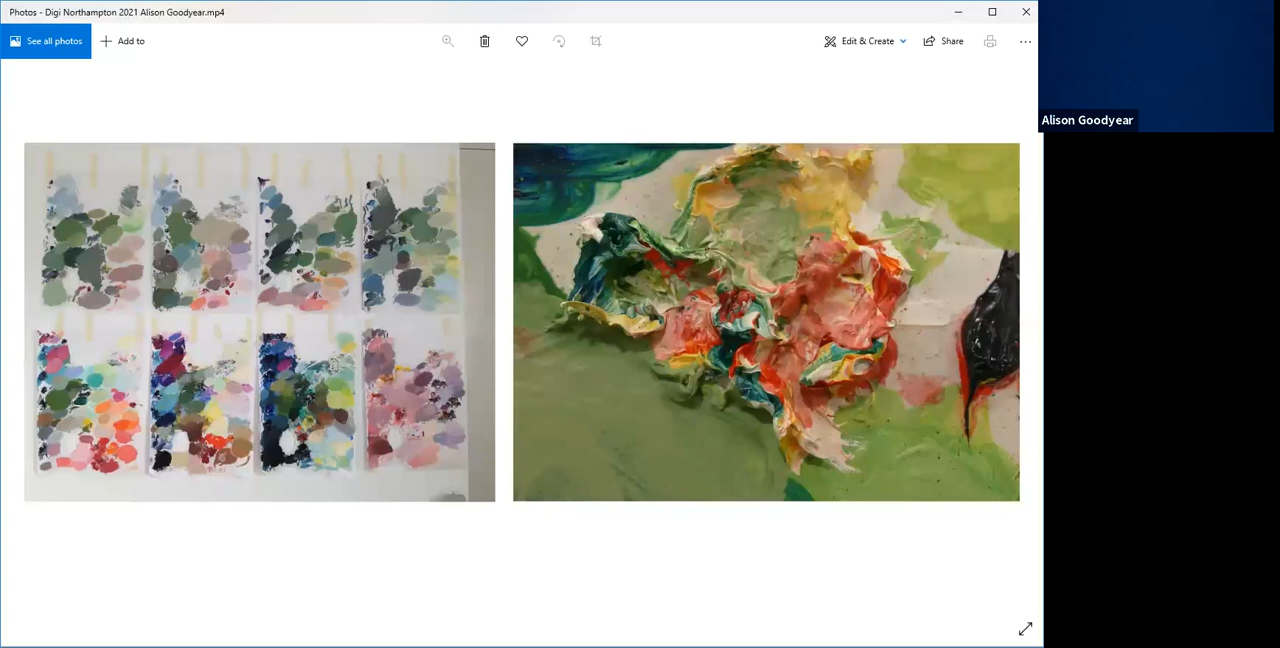 Photos - Digi Northampton 2021 Alison Goodyear.mp4
See all photos
Add to
Edit & Create
Share
Alison Goodyear